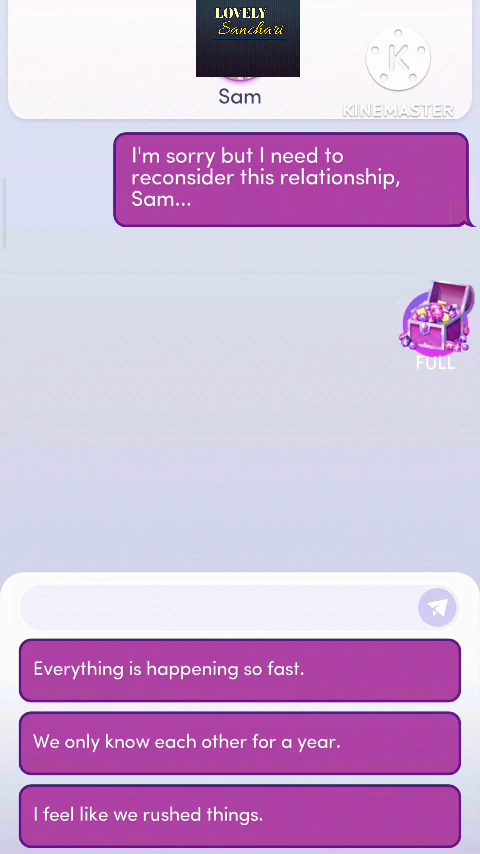 LOVELY
Sanchari
K
KINEMASTER
Sam
I'm sorry but I need to
reconsider this relationship,
Sam...
FULL
Everything is happening so fast.
We only know each other for a year.
I feel like we rushed things.